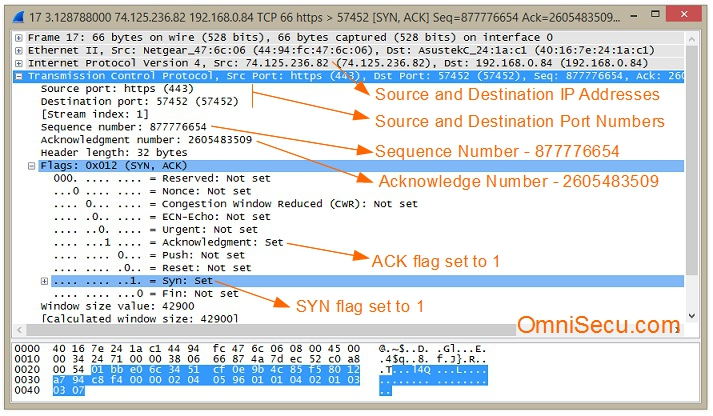 17 3.128788000 74.125.236.82 192.168.0.84 TCP 66 https > 57452 [SYN, ACK] Seq=877776654 Ack=2605483509...
Frame 17: 66 bytes on wire (528 bits), 66 bytes captured (528 bits) on interface 0
Ethernet II, Src: Netgear_47:6c:06 (44:94:fc:47:6c:06), Dst: AsustekC_24:1a:c1 (40:16:7e:24:1a:c1)
Internet Protocol Version 4, Src: 74.125.236.82 (74.125.236.82), Dst: 192.168.0.84 (192.168.0.84)
Transmission Control Protocol, Src Port: https (443), Dst Port: 57452 (57452), Seq: 877776654, Ack: 260
Source port: https (443)
Source and Destination IP Addresses
Destination port: 57452 (57452)
[Stream index: 1]
Source and Destination Port Numbers
Sequence number: 877776654
Acknowledgment number: 2605483509
Sequence Number - 877776654
Header length: 32 bytes
Flags: 0x012 (SYN, ACK)
000. .... .... = Reserved: Not set
Acknowledge Number - 2605483509
...0 .... .... = Nonce: Not set
.... 0... .... = Congestion Window Reduced (CWR): Not set
.... .0.. .... = ECN-Echo: Not set
.... ..0. .... = Urgent: Not set
.... ...1 .... = Acknowledgment: Set
.... .... 0... = Push: Not set
ACK flag set to 1
.... .... .0.. = Reset: Not set
.... .... ..1. = Syn: Set
.... .... ...0 = Fin: Not set
SYN flag set to 1
Window size value: 42900
[Calculated window size: 42900]
OmniSecu.com
0000 40 16 7e 24 1a c1 44 94 fc 47 6c 06 08 00 45 00 @.~$..D. .Gl...E.
0010 00 34 24 71 00 00 38 06 66 87 4a 7d ec 52 c0 a8 .4$q..8. f.J}.R..
0020 00 54 01 bb e0 6c 34 51 cf 0e 9b 4c 85 f5 80 12 .T...l4Q ...L....
0030 a7 94 c8 f4 00 00 02 04 05 96 01 01 04 02 01 03 ........ ........
0040 03 07 ..